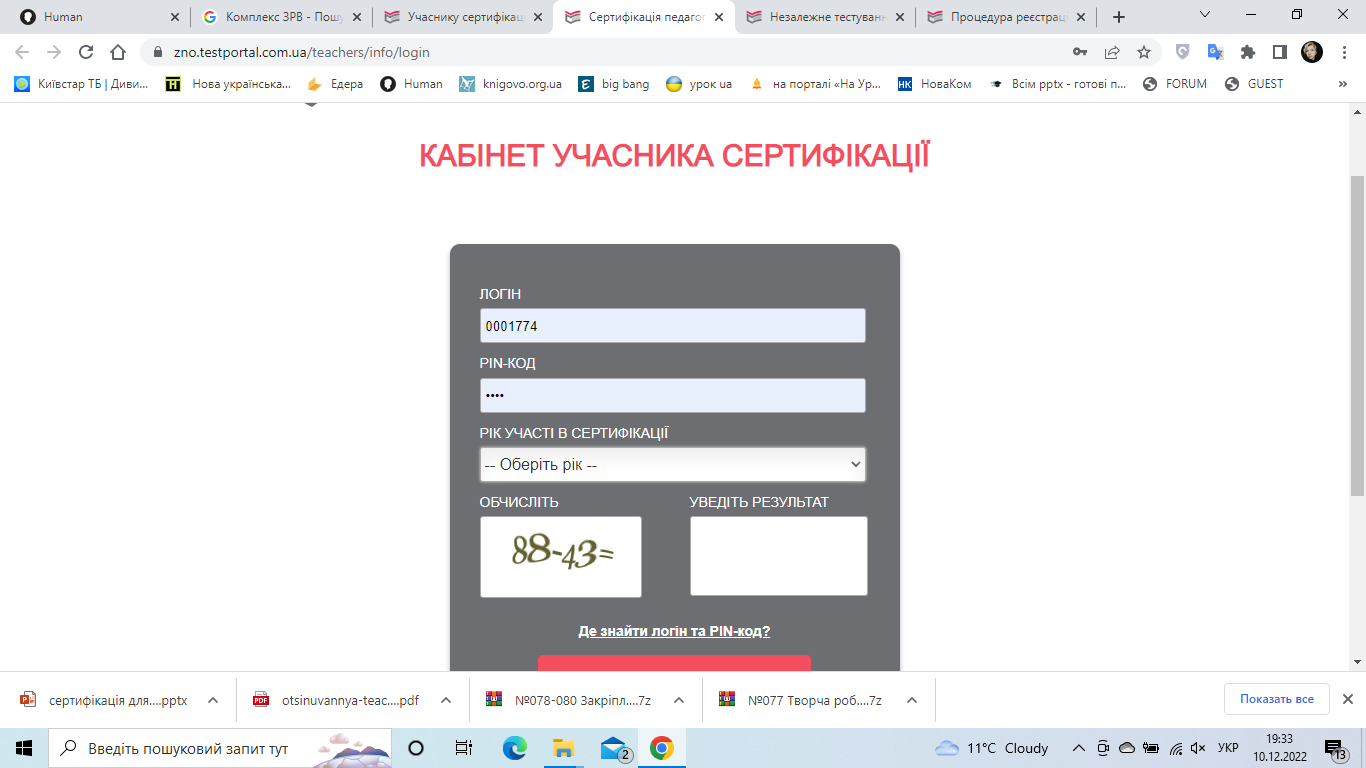 Human
Комплекс ЗРВ - Пошу
Учаснику сертифікац
Сертифікація педагог
Незалежне тестуванн
Процедура реєстраці
zno.testportal.com.ua/teachers/info/login
Київстар ТБ | Диви...
Нова українська...
Едера
Human
knigovo.org.ua
big bang
урок ua
на порталі «На Ур...
НоваКом
Всім pptx - готові п...
FORUM
GUEST
»
КАБІНЕТ УЧАСНИКА СЕРТИФІКАЦІЇ
ЛОГІН
0001774
PIN-КОД
••••
РІК УЧАСТІ В СЕРТИФІКАЦІЇ
-- Оберіть рік --
ОБЧИСЛІТЬ
УВЕДІТЬ РЕЗУЛЬТАТ
88-43=
Де знайти логін та PIN-код?
сертифікація для....pptx
otsinuvannya-teac....pdf
№078-080 Закріпл....7z
№077 Творча роб....7z
Показать все
Введіть пошуковий запит тут
2
11°C Cloudy
УКР
19:33
10.12.2022
13